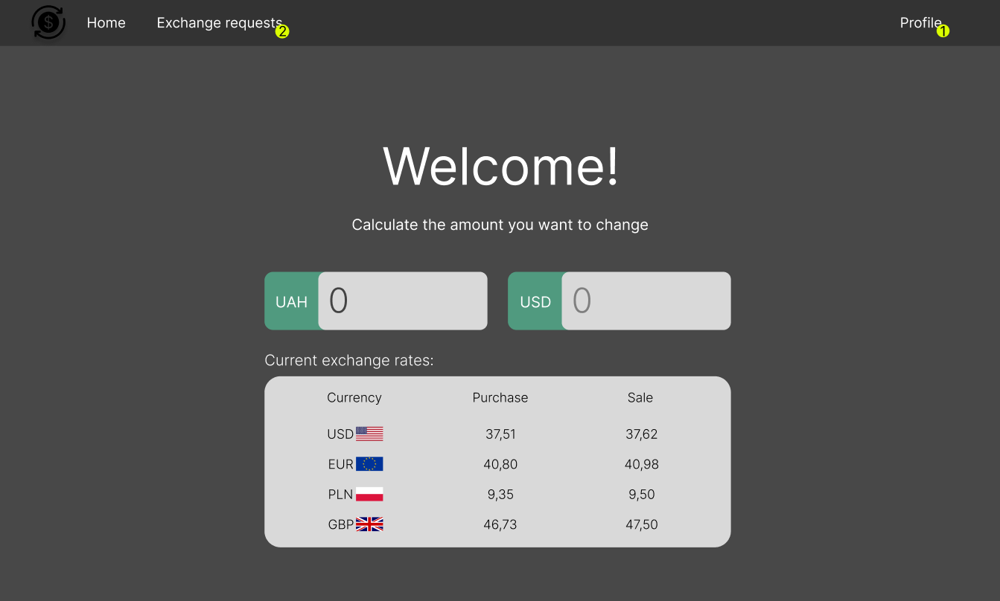 $ Home Exchange requests 2 Profile 1
Welcome!
Calculate the amount you want to change
UAH 0 USD 0
Current exchange rates:
Currency Purchase Sale
USD 37,51 37,62
EUR 40,80 40,98
PLN 9,35 9,50
GBP 46,73 47,50